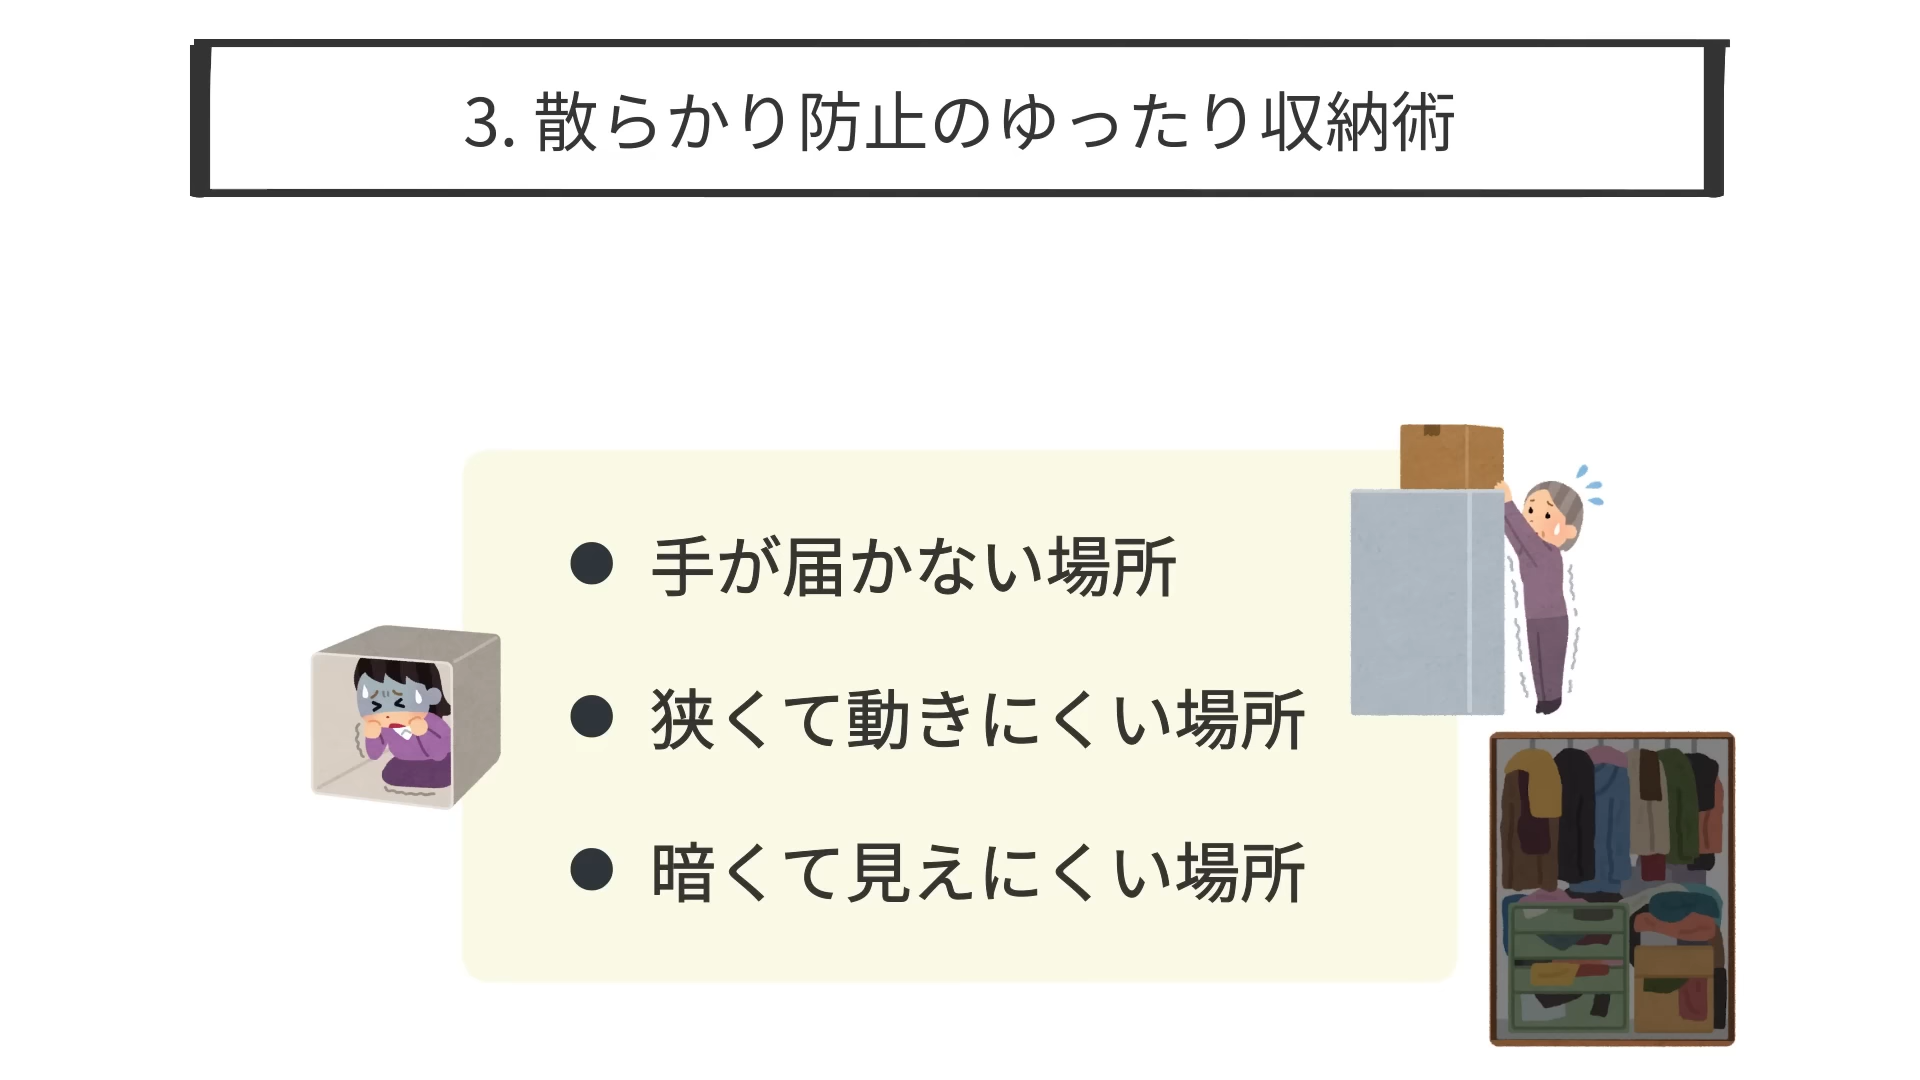 3. 散らかり防止のゆったり収納術
● 手が届かない場所
● 狭くて動きにくい場所
● 暗くて見えにくい場所